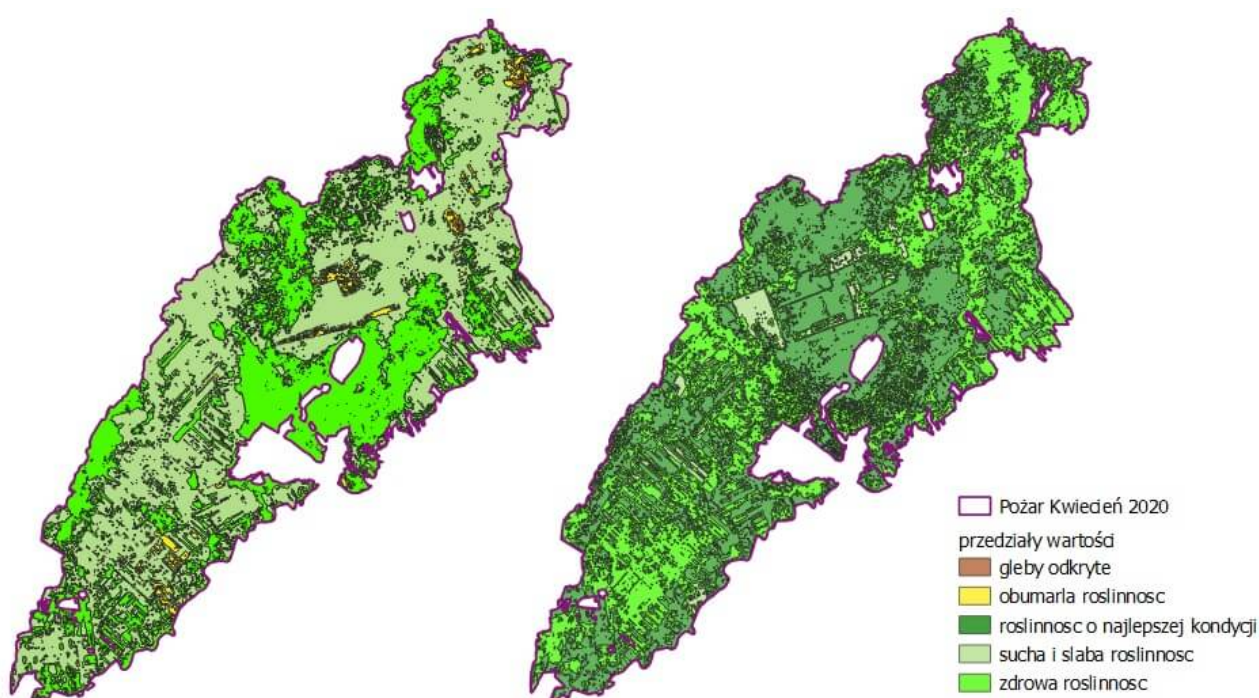 Pożar Kwiecień 2020
przedziały wartości
gleby odkryte
obumarla roslinnosc
roslinnosc o najlepszej kondycji
sucha i slaba roslinnosc
zdrowa roslinnosc